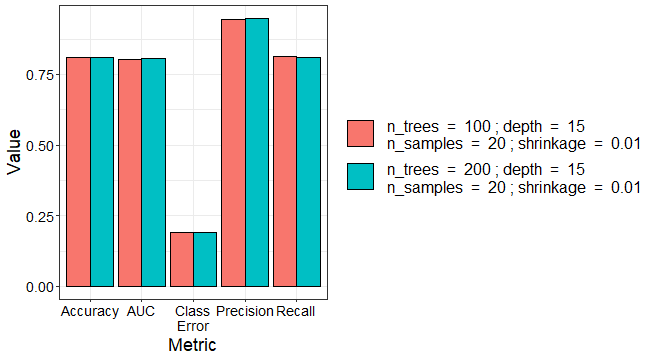 Value
0.75
0.50
0.25
0.00
Accuracy AUC Class Precision Recall
Error
Metric
n_trees = 100 ; depth = 15
n_samples = 20 ; shrinkage = 0.01
n_trees = 200 ; depth = 15
n_samples = 20 ; shrinkage = 0.01